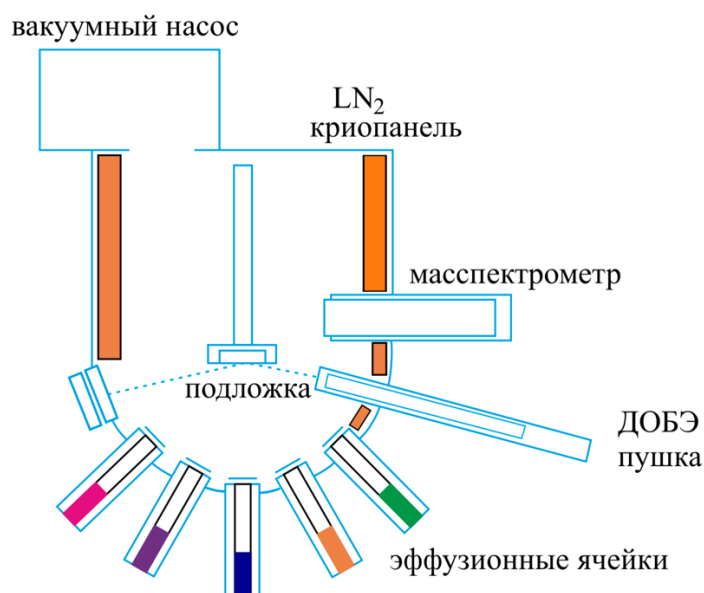 вакуумный насос
LN₂
криопанель
масспектрометр
подложка
ДОБЭ
пушка
эффузионные ячейки